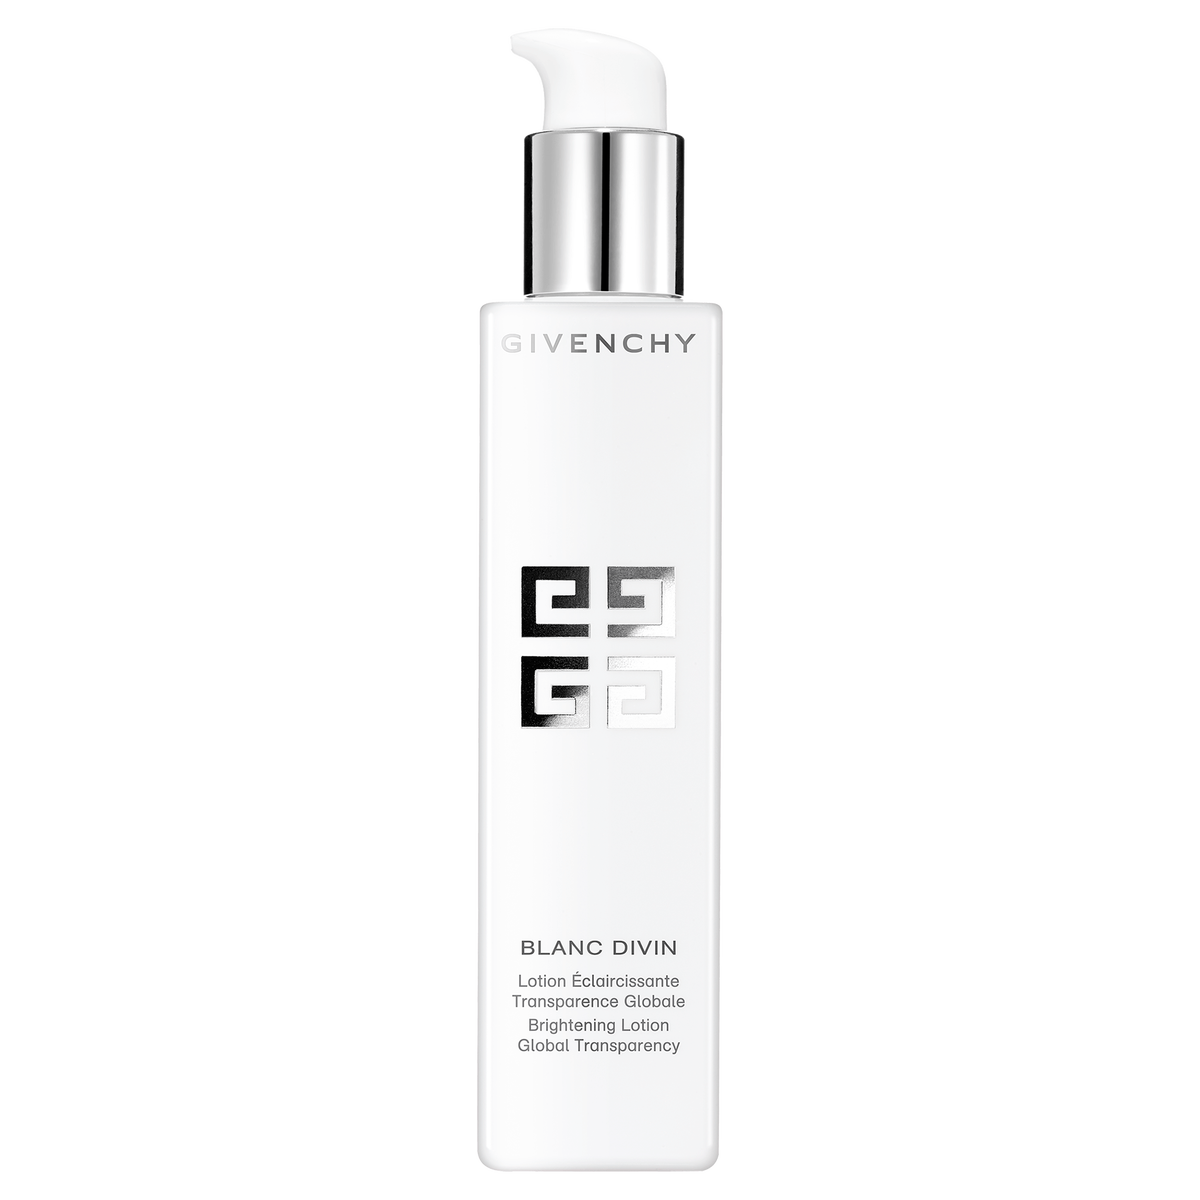 GIVENCHY
BLANC DIVIN
Lotion Éclaircissante
Transparence Globale
Brightening Lotion
Global Transparency